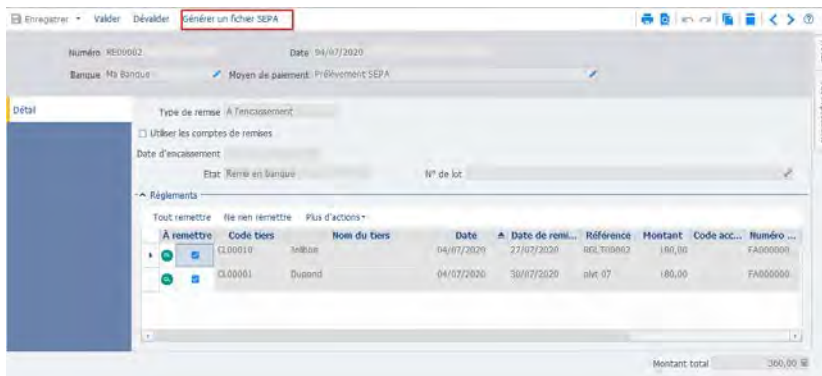 Enregistrer Valider Dévalider Générer un fichier SEPA
Numéro RE00002 Date 04/07/2020
Banque Ma Banque Moyen de paiement Prélèvement SEPA
Détail
Type de remise A l'encaissement
Utiliser les comptes de remises
Date d'encaissement
Etat Remis en banque N° de lot
Règlements
Tout remettre Ne rien remettre Plus d'actions
À remettre Code tiers Nom du tiers Date Date de remi... Référence Montant Code acc... Numéro ...
CL00010 04/07/2020 27/07/2020 RGLT00002 180,00 FA000000
CL00001 Dupond 04/07/2020 30/07/2020 plvt 07 180,00 FA000000
Montant total 360,00